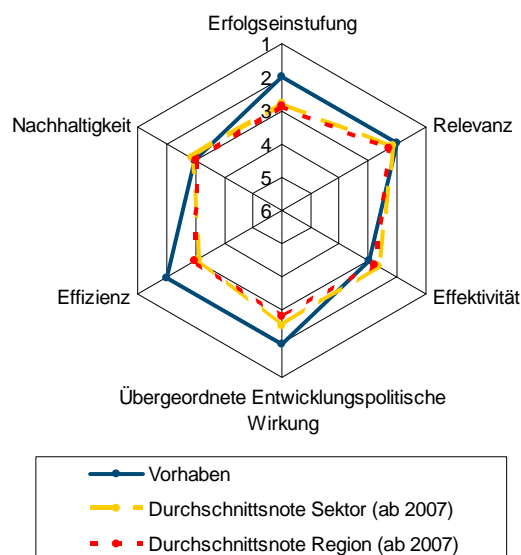 Erfolgseinstufung
1
2
3
4
5
6
Nachhaltigkeit
Relevanz
Effizienz
Effektivität
Übergeordnete Entwicklungspolitische
Wirkung
Vorhaben
Durchschnittsnote Sektor (ab 2007)
Durchschnittsnote Region (ab 2007)